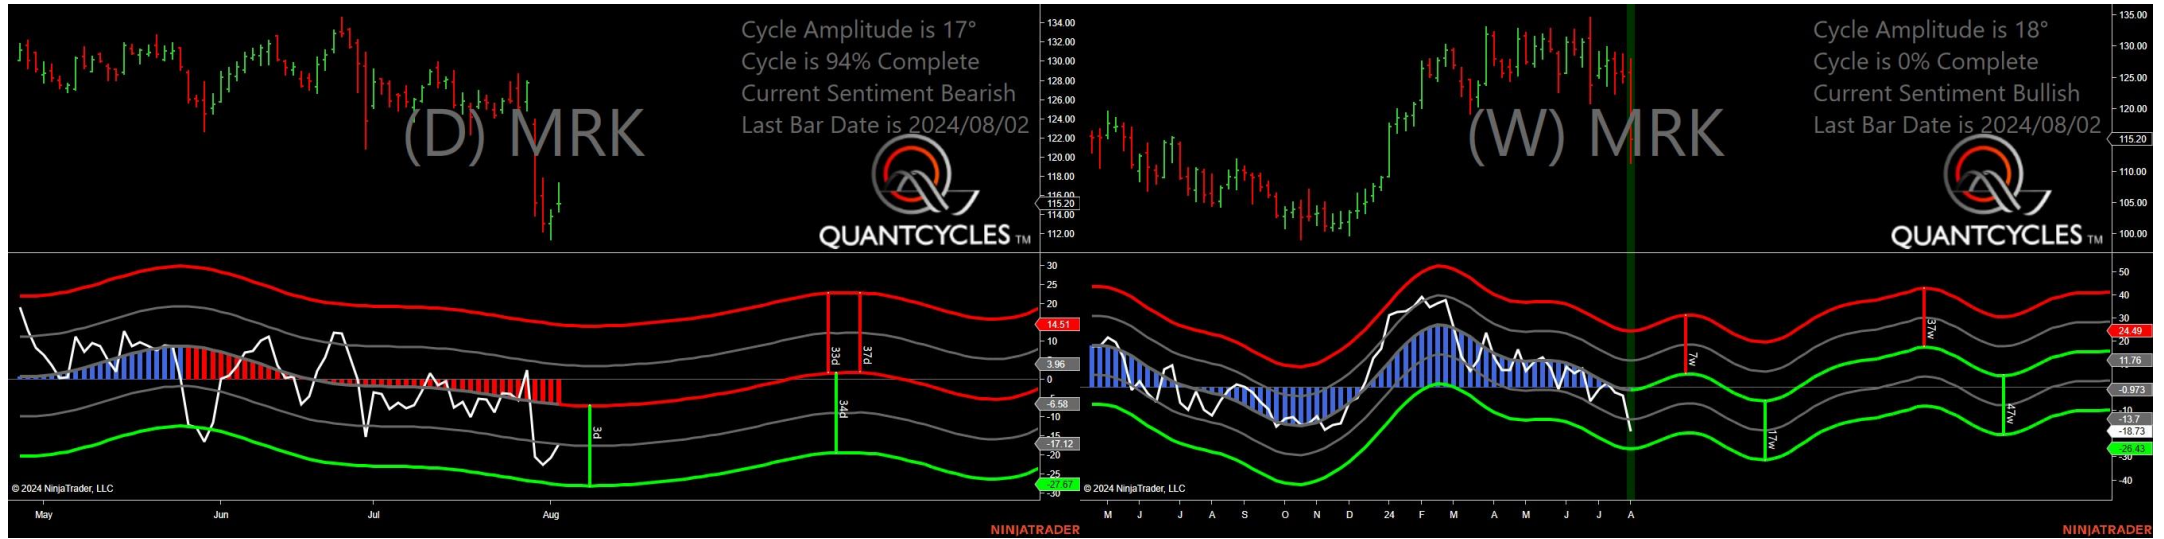 Cycle Amplitude is 17°
Cycle is 94% Complete
Current Sentiment Bearish
Last Bar Date is 2024/08/02
(D) MRK
QUANTCYCLES TM
134.00
132.00
130.00
128.00
126.00
124.00
122.00
120.00
118.00
116.00
115.20
114.00
112.00
30
25
20
14.51
10
3.96
0
-6.58
-10
-15
-17.12
-20
-25
-27.67
-30
33d
37d
34d
3d
© 2024 NinjaTrader, LLC
May
Jun
Jul
Aug
NINJATRADER
Cycle Amplitude is 18°
Cycle is 0% Complete
Current Sentiment Bullish
Last Bar Date is 2024/08/02
(W) MRK
QUANTCYCLES TM
135.00
130.00
125.00
120.00
115.20
110.00
105.00
100.00
50
40
30
24.49
20
11.76
-0.973
-10
-13.7
-18.73
-26.43
-30
-40
7w
37w
17w
47w
© 2024 NinjaTrader, LLC
M
J
J
A
S
O
N
D
24
F
M
A
M
J
J
A
NINJATRADER